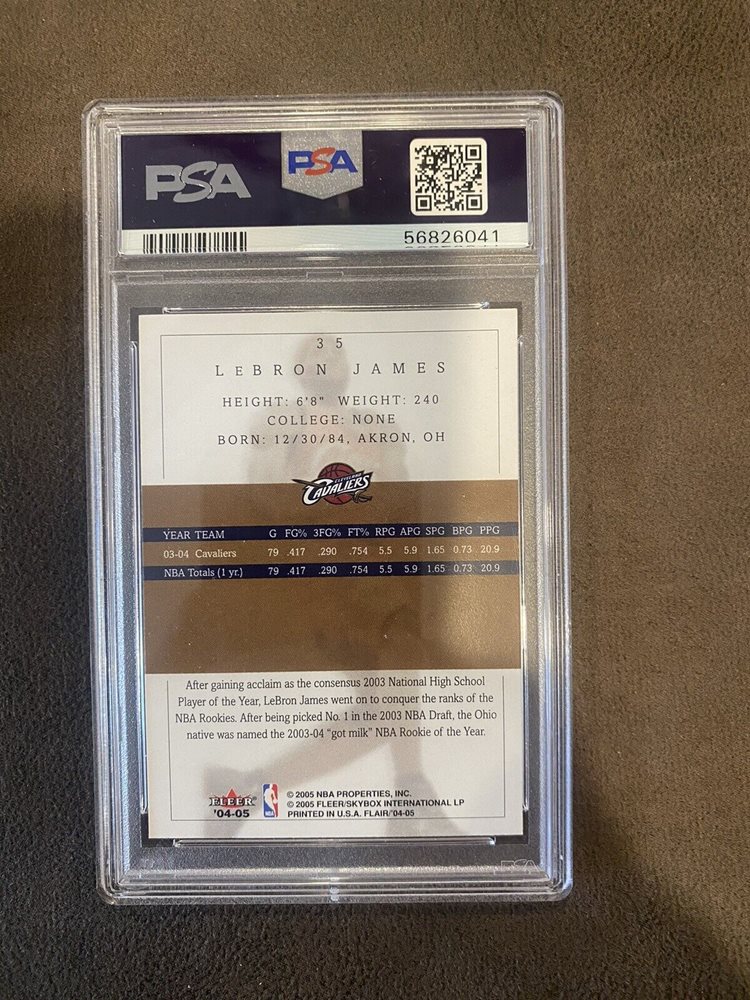 PSA PSA
56826041
35
LEBRON JAMES
HEIGHT: 6'8" WEIGHT: 240
COLLEGE: NONE
BORN: 12/30/84, AKRON, OH
CLEVELAND
CAVALIERS
YEAR TEAM G FG% 3FG% FT% RPG APG SPG BPG PPG
03-04 Cavaliers 79 .417 .290 .754 5.5 5.9 1.65 0.73 20.9
NBA Totals (1 yr.) 79 .417 .290 .754 5.5 5.9 1.65 0.73 20.9
After gaining acclaim as the consensus 2003 National High School
Player of the Year, LeBron James went on to conquer the ranks of the
NBA Rookies. After being picked No. 1 in the 2003 NBA Draft, the Ohio
native was named the 2003-04 "got milk" NBA Rookie of the Year.
FLEER
'04-05
© 2005 NBA PROPERTIES, INC.
© 2005 FLEER/SKYBOX INTERNATIONAL LP
PRINTED IN U.S.A. FLAIR/'04-05
PSA